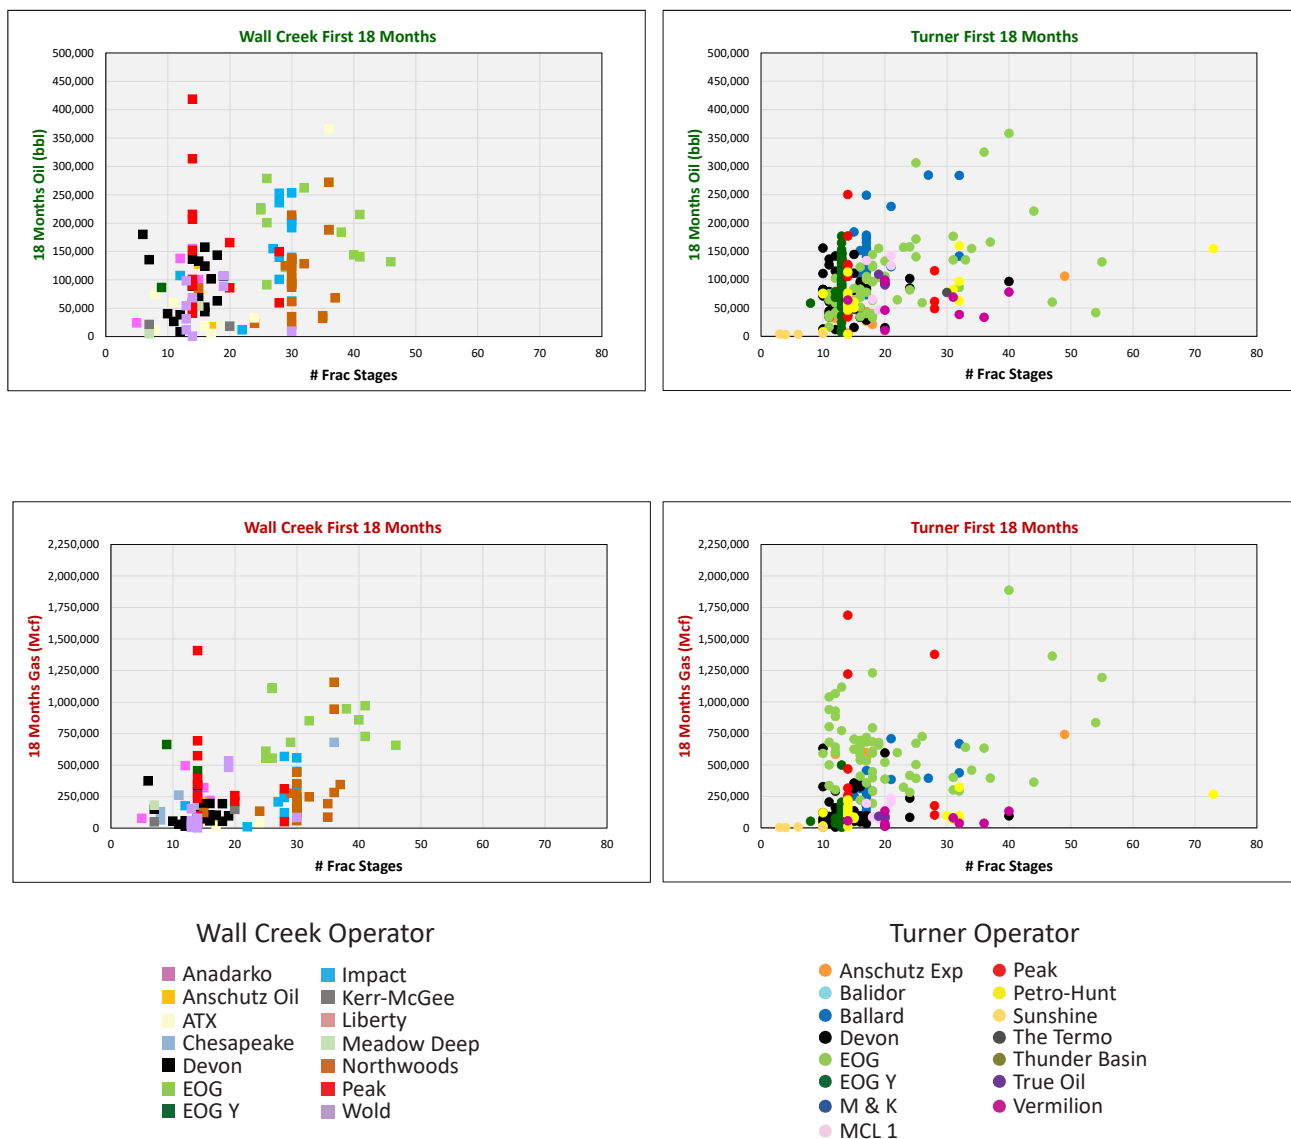 Wall Creek First 18 Months
500,000
450,000
400,000
350,000
300,000
250,000
200,000
150,000
100,000
50,000
0
18 Months Oil (bbl)
0 10 20 30 40 50 60 70 80
# Frac Stages
Turner First 18 Months
500,000
450,000
400,000
350,000
300,000
250,000
200,000
150,000
100,000
50,000
0
18 Months Oil (bbl)
0 10 20 30 40 50 60 70 80
# Frac Stages
Wall Creek First 18 Months
2,250,000
2,000,000
1,750,000
1,500,000
1,250,000
1,000,000
750,000
500,000
250,000
0
18 Months Gas (Mcf)
0 10 20 30 40 50 60 70 80
# Frac Stages
Turner First 18 Months
2,250,000
2,000,000
1,750,000
1,500,000
1,250,000
1,000,000
750,000
500,000
250,000
0
18 Months Gas (Mcf)
0 10 20 30 40 50 60 70 80
# Frac Stages
Wall Creek Operator
Anadarko
Anschutz Oil
ATX
Chesapeake
Devon
EOG
EOG Y
Impact
Kerr-McGee
Liberty
Meadow Deep
Northwoods
Peak
Wold
Turner Operator
Anschutz Exp
Balidor
Ballard
Devon
EOG
EOG Y
M & K
MCL 1
Peak
Petro-Hunt
Sunshine
The Termo
Thunder Basin
True Oil
Vermilion